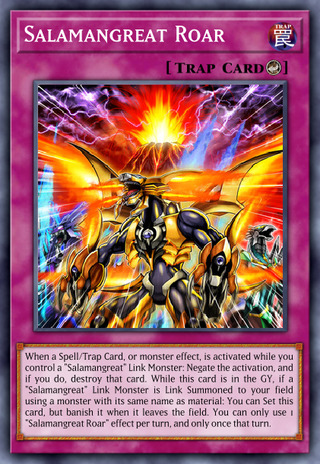 Salamangreat Roar
TRAP
罠
[ Trap Card ]
When a Spell/Trap Card, or monster effect, is activated while you
control a "Salamangreat" Link Monster: Negate the activation, and
if you do, destroy that card. While this card is in the GY, if a
"Salamangreat" Link Monster is Link Summoned to your field
using a monster with its same name as material: You can Set this
card, but banish it when it leaves the field. You can only use 1
"Salamangreat Roar" effect per turn, and only once that turn.